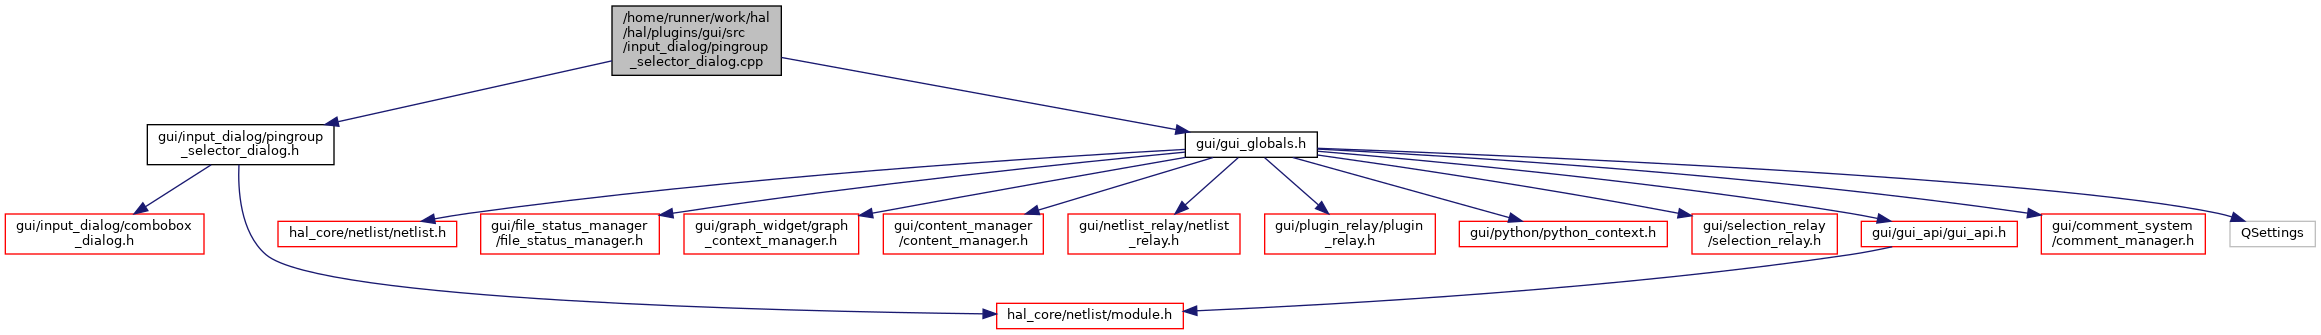 /home/runner/work/hal
/hal/plugins/gui/src
/input_dialog/pingroup
_selector_dialog.cpp
gui/input_dialog/pingroup
_selector_dialog.h
gui/gui_globals.h
gui/input_dialog/combobox
_dialog.h
hal_core/netlist/netlist.h
gui/file_status_manager
/file_status_manager.h
gui/graph_widget/graph
_context_manager.h
gui/content_manager
/content_manager.h
gui/netlist_relay/netlist
_relay.h
gui/plugin_relay/plugin
_relay.h
gui/python/python_context.h
gui/selection_relay
/selection_relay.h
gui/gui_api/gui_api.h
gui/comment_system
/comment_manager.h
QSettings
hal_core/netlist/module.h